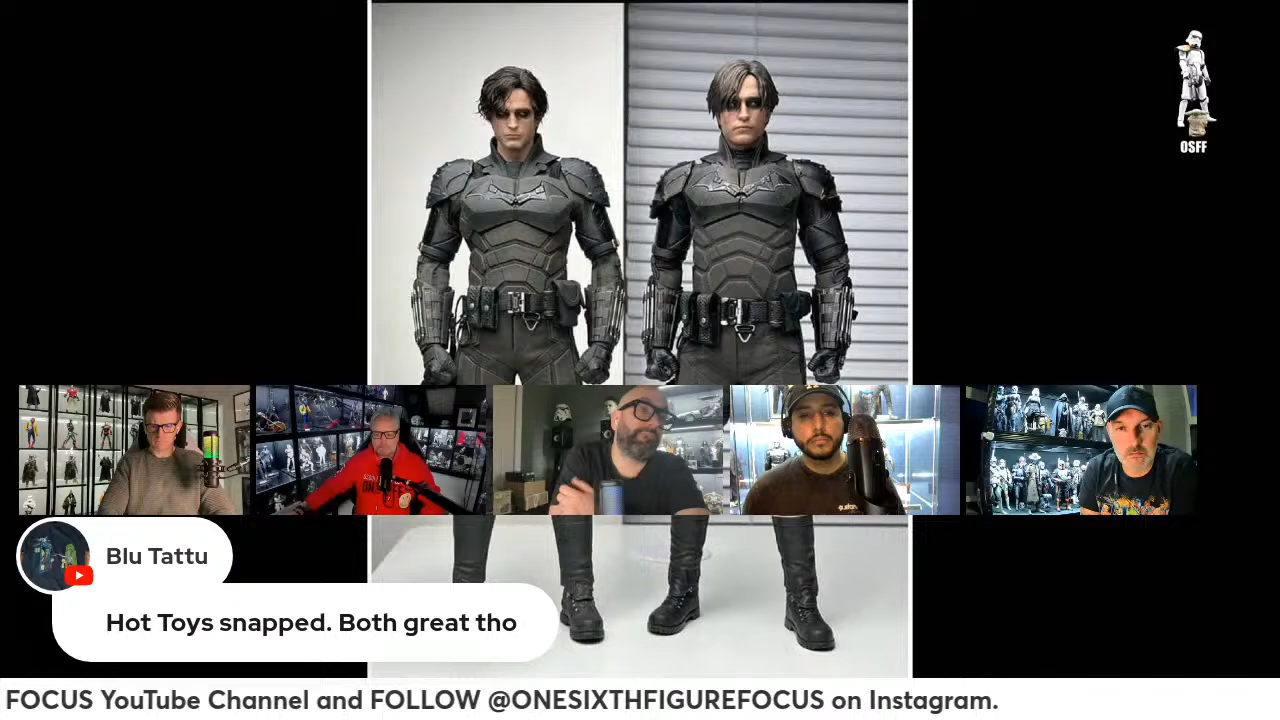 OSFF
Blu Tattu
Hot Toys snapped. Both great tho
FOCUS YouTube Channel and FOLLOW @ONESIXTHFIGUREFOCUS on Instagram.